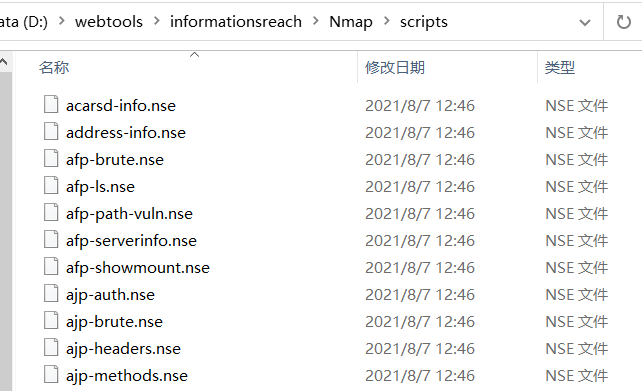 ata (D:) › webtools › informationsreach › Nmap › scripts
名称 修改日期 类型
acarsd-info.nse 2021/8/7 12:46 NSE 文件
address-info.nse 2021/8/7 12:46 NSE 文件
afp-brute.nse 2021/8/7 12:46 NSE 文件
afp-ls.nse 2021/8/7 12:46 NSE 文件
afp-path-vuln.nse 2021/8/7 12:46 NSE 文件
afp-serverinfo.nse 2021/8/7 12:46 NSE 文件
afp-showmount.nse 2021/8/7 12:46 NSE 文件
ajp-auth.nse 2021/8/7 12:46 NSE 文件
ajp-brute.nse 2021/8/7 12:46 NSE 文件
ajp-headers.nse 2021/8/7 12:46 NSE 文件
ajp-methods.nse 2021/8/7 12:46 NSE 文件